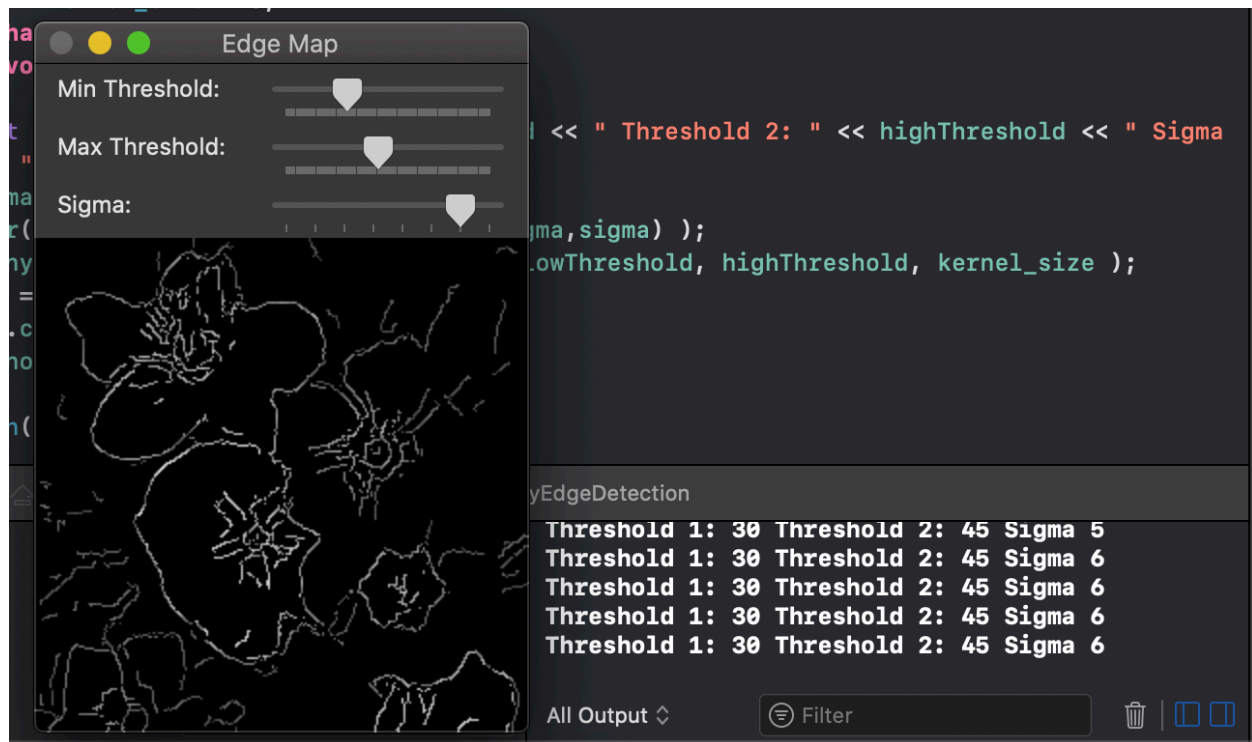 Edge Map
Min Threshold:
Max Threshold:
Sigma:
<< " Threshold 2: " << highThreshold << " Sigma
"
ma,sigma) );
owThreshold, highThreshold, kernel_size );
=
yEdgeDetection
Threshold 1: 30 Threshold 2: 45 Sigma 5
Threshold 1: 30 Threshold 2: 45 Sigma 6
Threshold 1: 30 Threshold 2: 45 Sigma 6
Threshold 1: 30 Threshold 2: 45 Sigma 6
Threshold 1: 30 Threshold 2: 45 Sigma 6
All Output
Filter